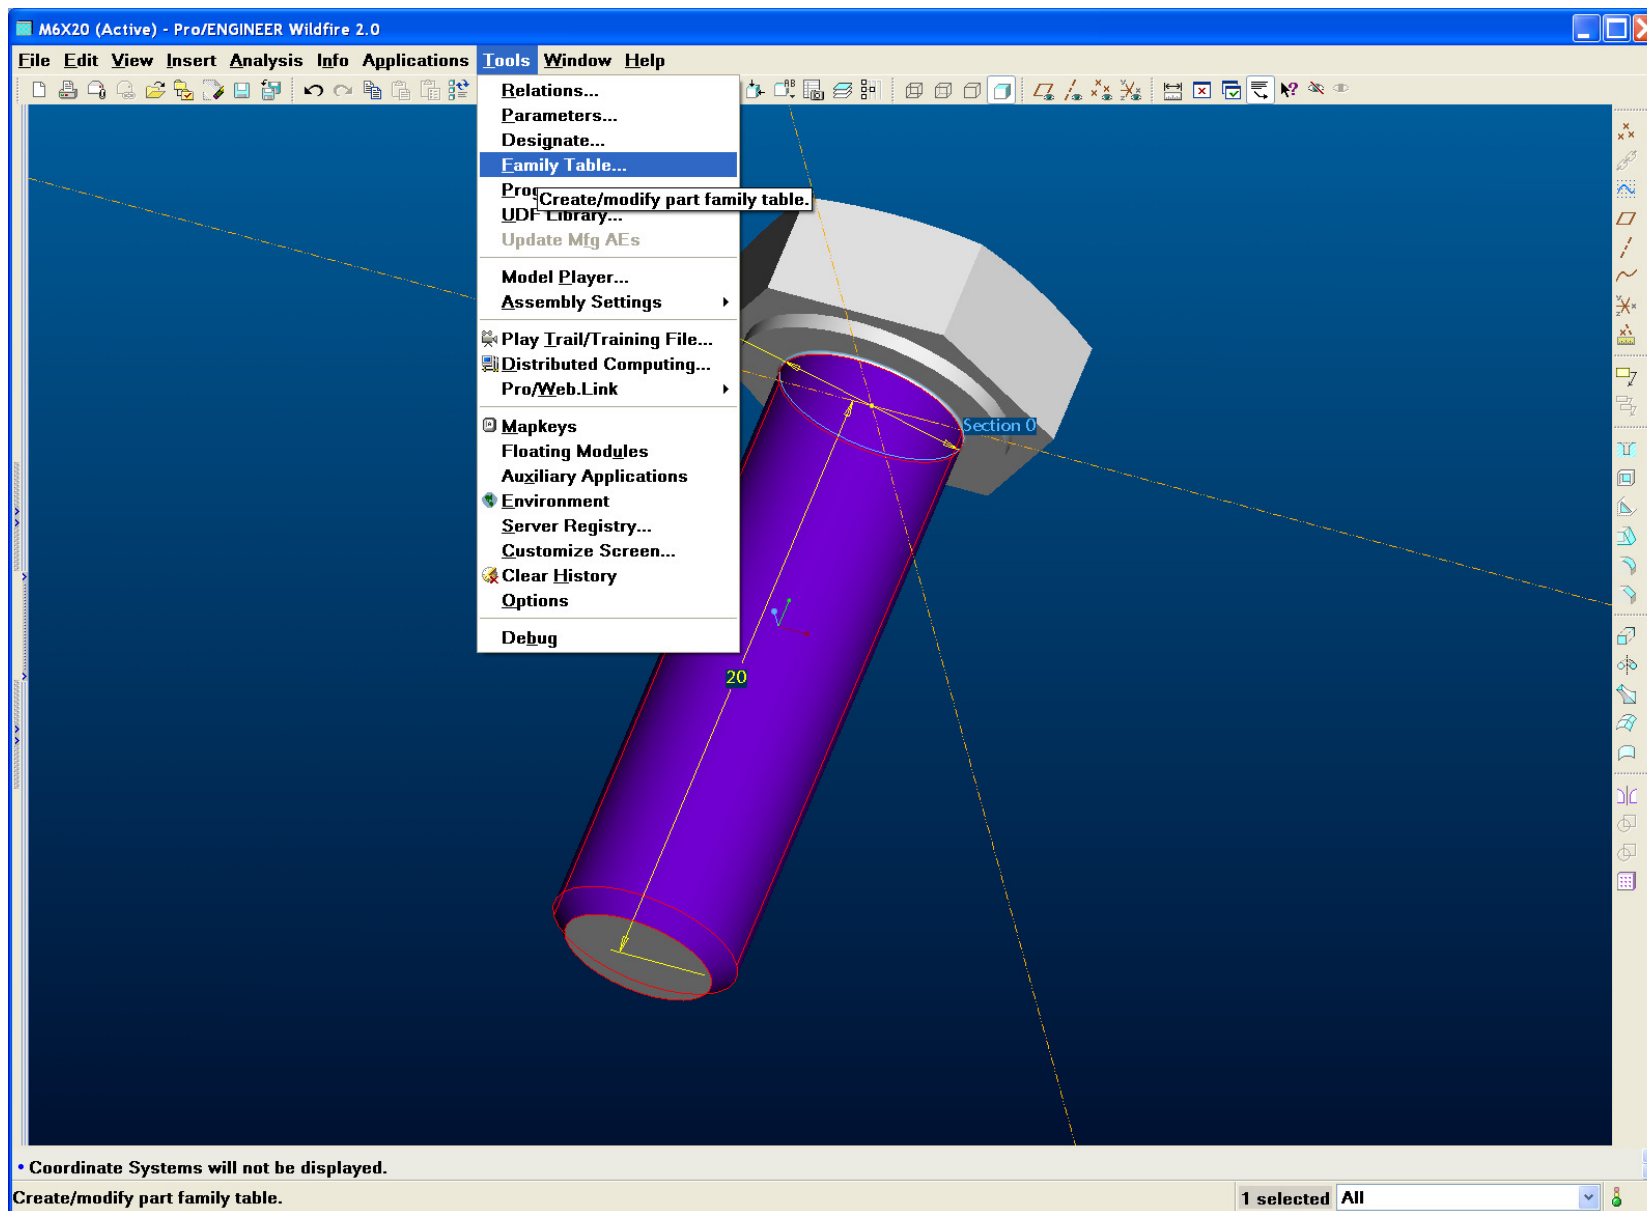 M6X20 (Active) - Pro/ENGINEER Wildfire 2.0
File Edit View Insert Analysis Info Applications Tools Window Help
Relations...
Parameters...
Designate...
Family Table...
Create/modify part family table.
UDF Library...
Update Mfg AEs
Model Player...
Assembly Settings
Play Trail/Training File...
Distributed Computing...
Pro/Web.Link
Mapkeys
Floating Modules
Auxiliary Applications
Environment
Server Registry...
Customize Screen...
Clear History
Options
Debug
Section 0
20
• Coordinate Systems will not be displayed.
Create/modify part family table.
1 selected All